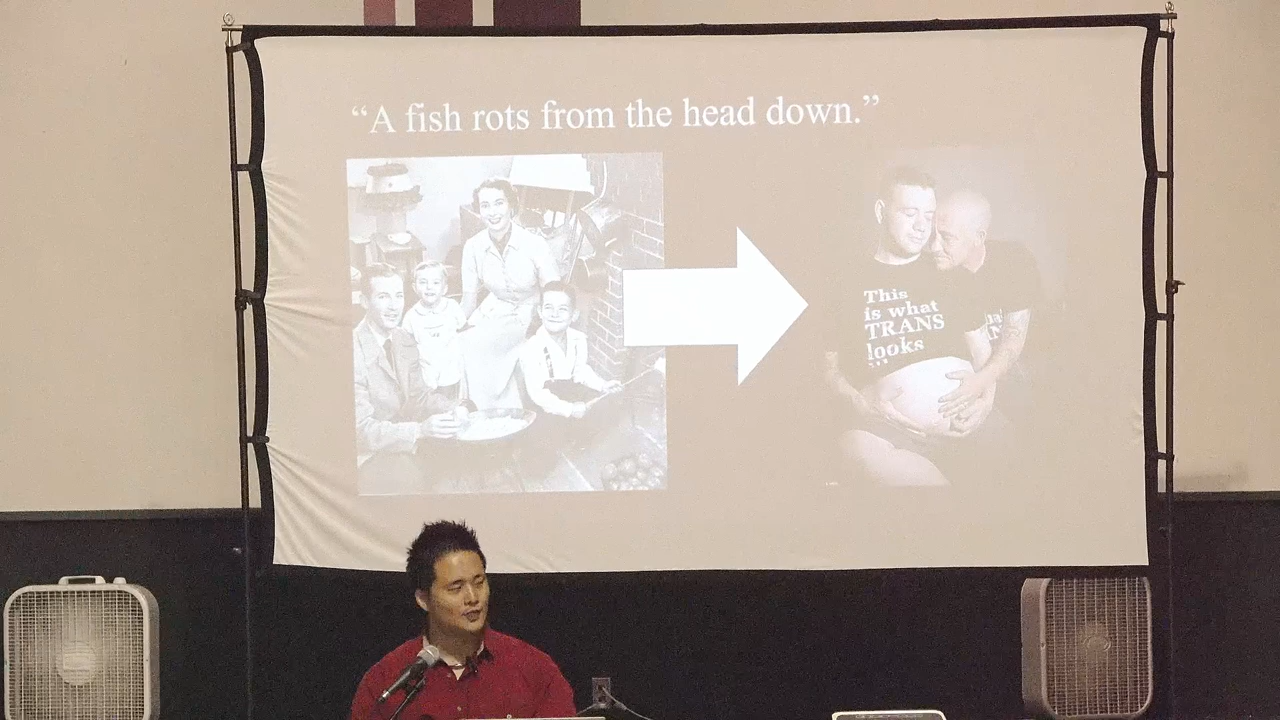 “A fish rots from the head down.”
This
is what
TRANS
looks
...